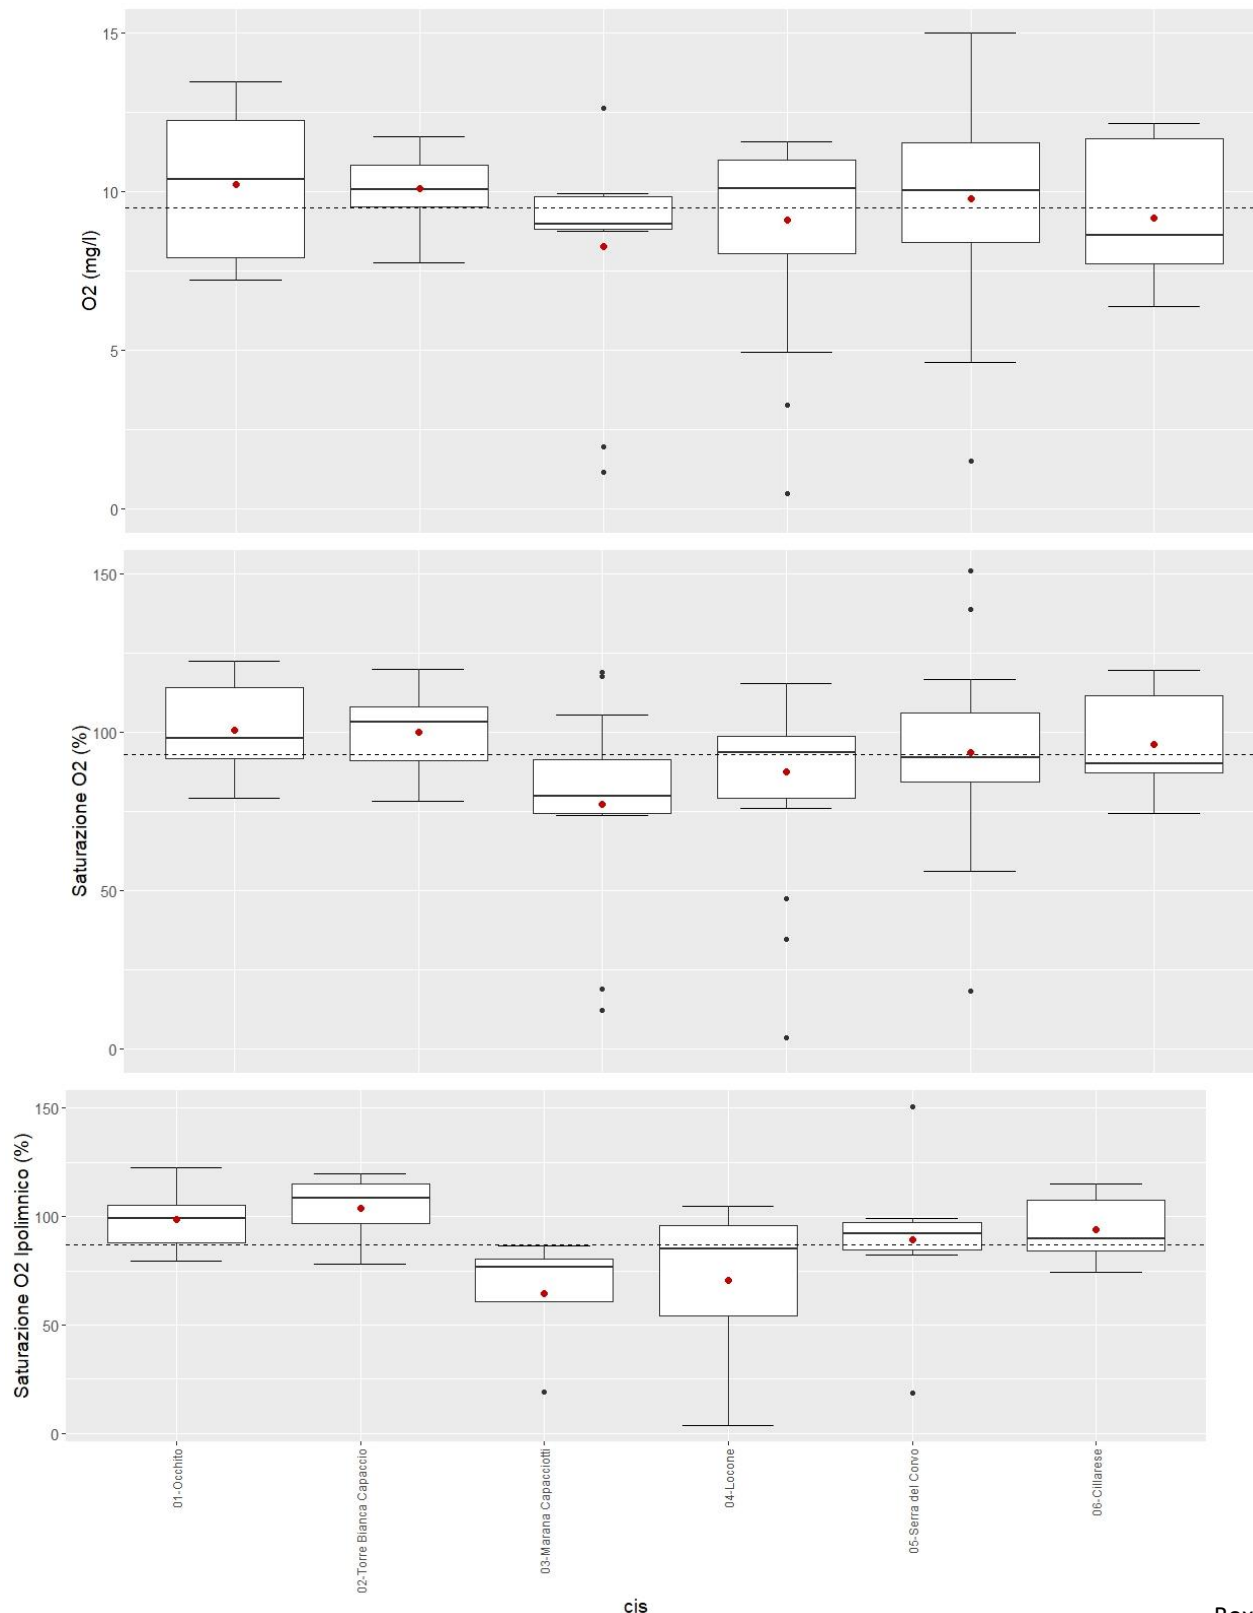 15
10
5
0
O2 (mg/l)
150
100
50
0
Saturazione O2 (%)
150
100
50
0
Saturazione O2 Ipolimnico (%)
01-Occhito
02-Torre Bianca Capaccio
03-Marana Capacciotti
04-Locone
05-Serra del Corvo
06-Cillarese
cis